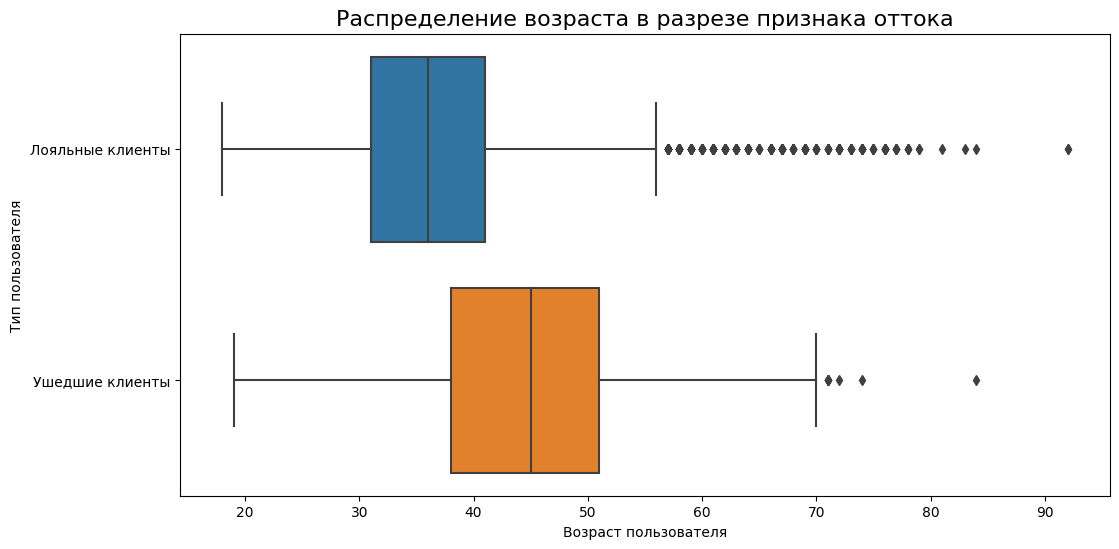 Распределение возраста в разрезе признака оттока
Тип пользователя
Лояльные клиенты
Ушедшие клиенты
20 30 40 50 60 70 80 90
Возраст пользователя